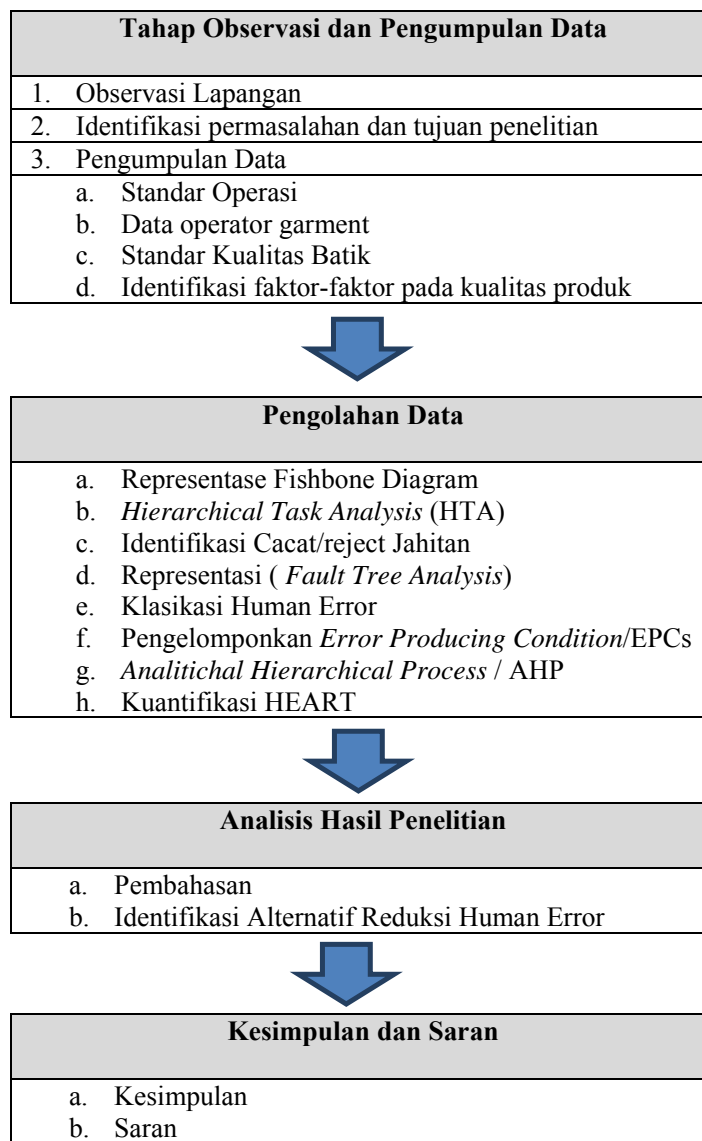 Tahap Observasi dan Pengumpulan Data
1. Observasi Lapangan
2. Identifikasi permasalahan dan tujuan penelitian
3. Pengumpulan Data
a. Standar Operasi
b. Data operator garment
c. Standar Kualitas Batik
d. Identifikasi faktor-faktor pada kualitas produk
Pengolahan Data
a. Representase Fishbone Diagram
b. Hierarchical Task Analysis (HTA)
c. Identifikasi Cacat/reject Jahitan
d. Representasi ( Fault Tree Analysis)
e. Klasikasi Human Error
f. Pengelomponkan Error Producing Condition/EPCs
g. Analitichal Hierarchical Process / AHP
h. Kuantifikasi HEART
Analisis Hasil Penelitian
a. Pembahasan
b. Identifikasi Alternatif Reduksi Human Error
Kesimpulan dan Saran
a. Kesimpulan
b. Saran